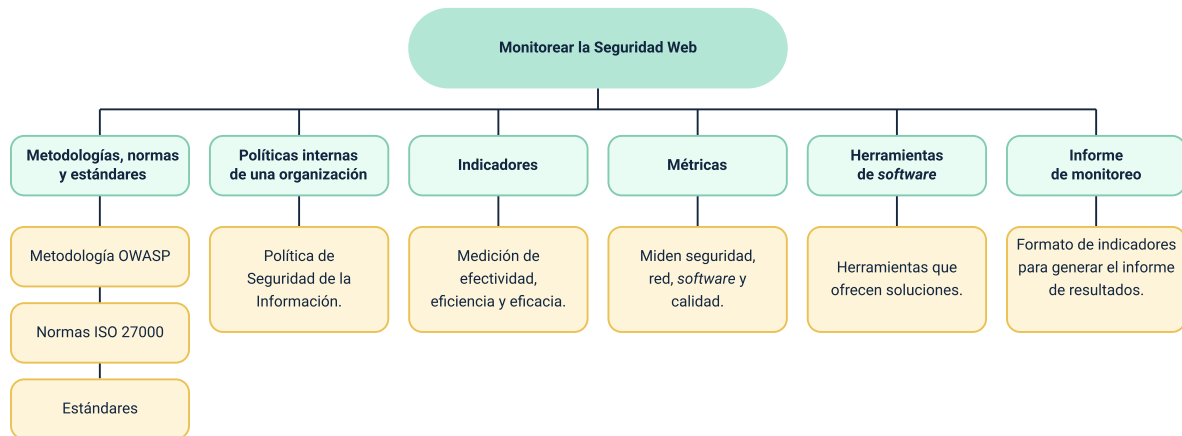 Monitorear la Seguridad Web
Metodologías, normas
y estándares
Metodología OWASP
Normas ISO 27000
Estándares
Políticas internas
de una organización
Política de
Seguridad de la
Información.
Indicadores
Medición de
efectividad,
eficiencia y eficacia.
Métricas
Miden seguridad,
red, software y
calidad.
Herramientas
de software
Herramientas que
ofrecen soluciones.
Informe
de monitoreo
Formato de indicadores
para generar el informe
de resultados.